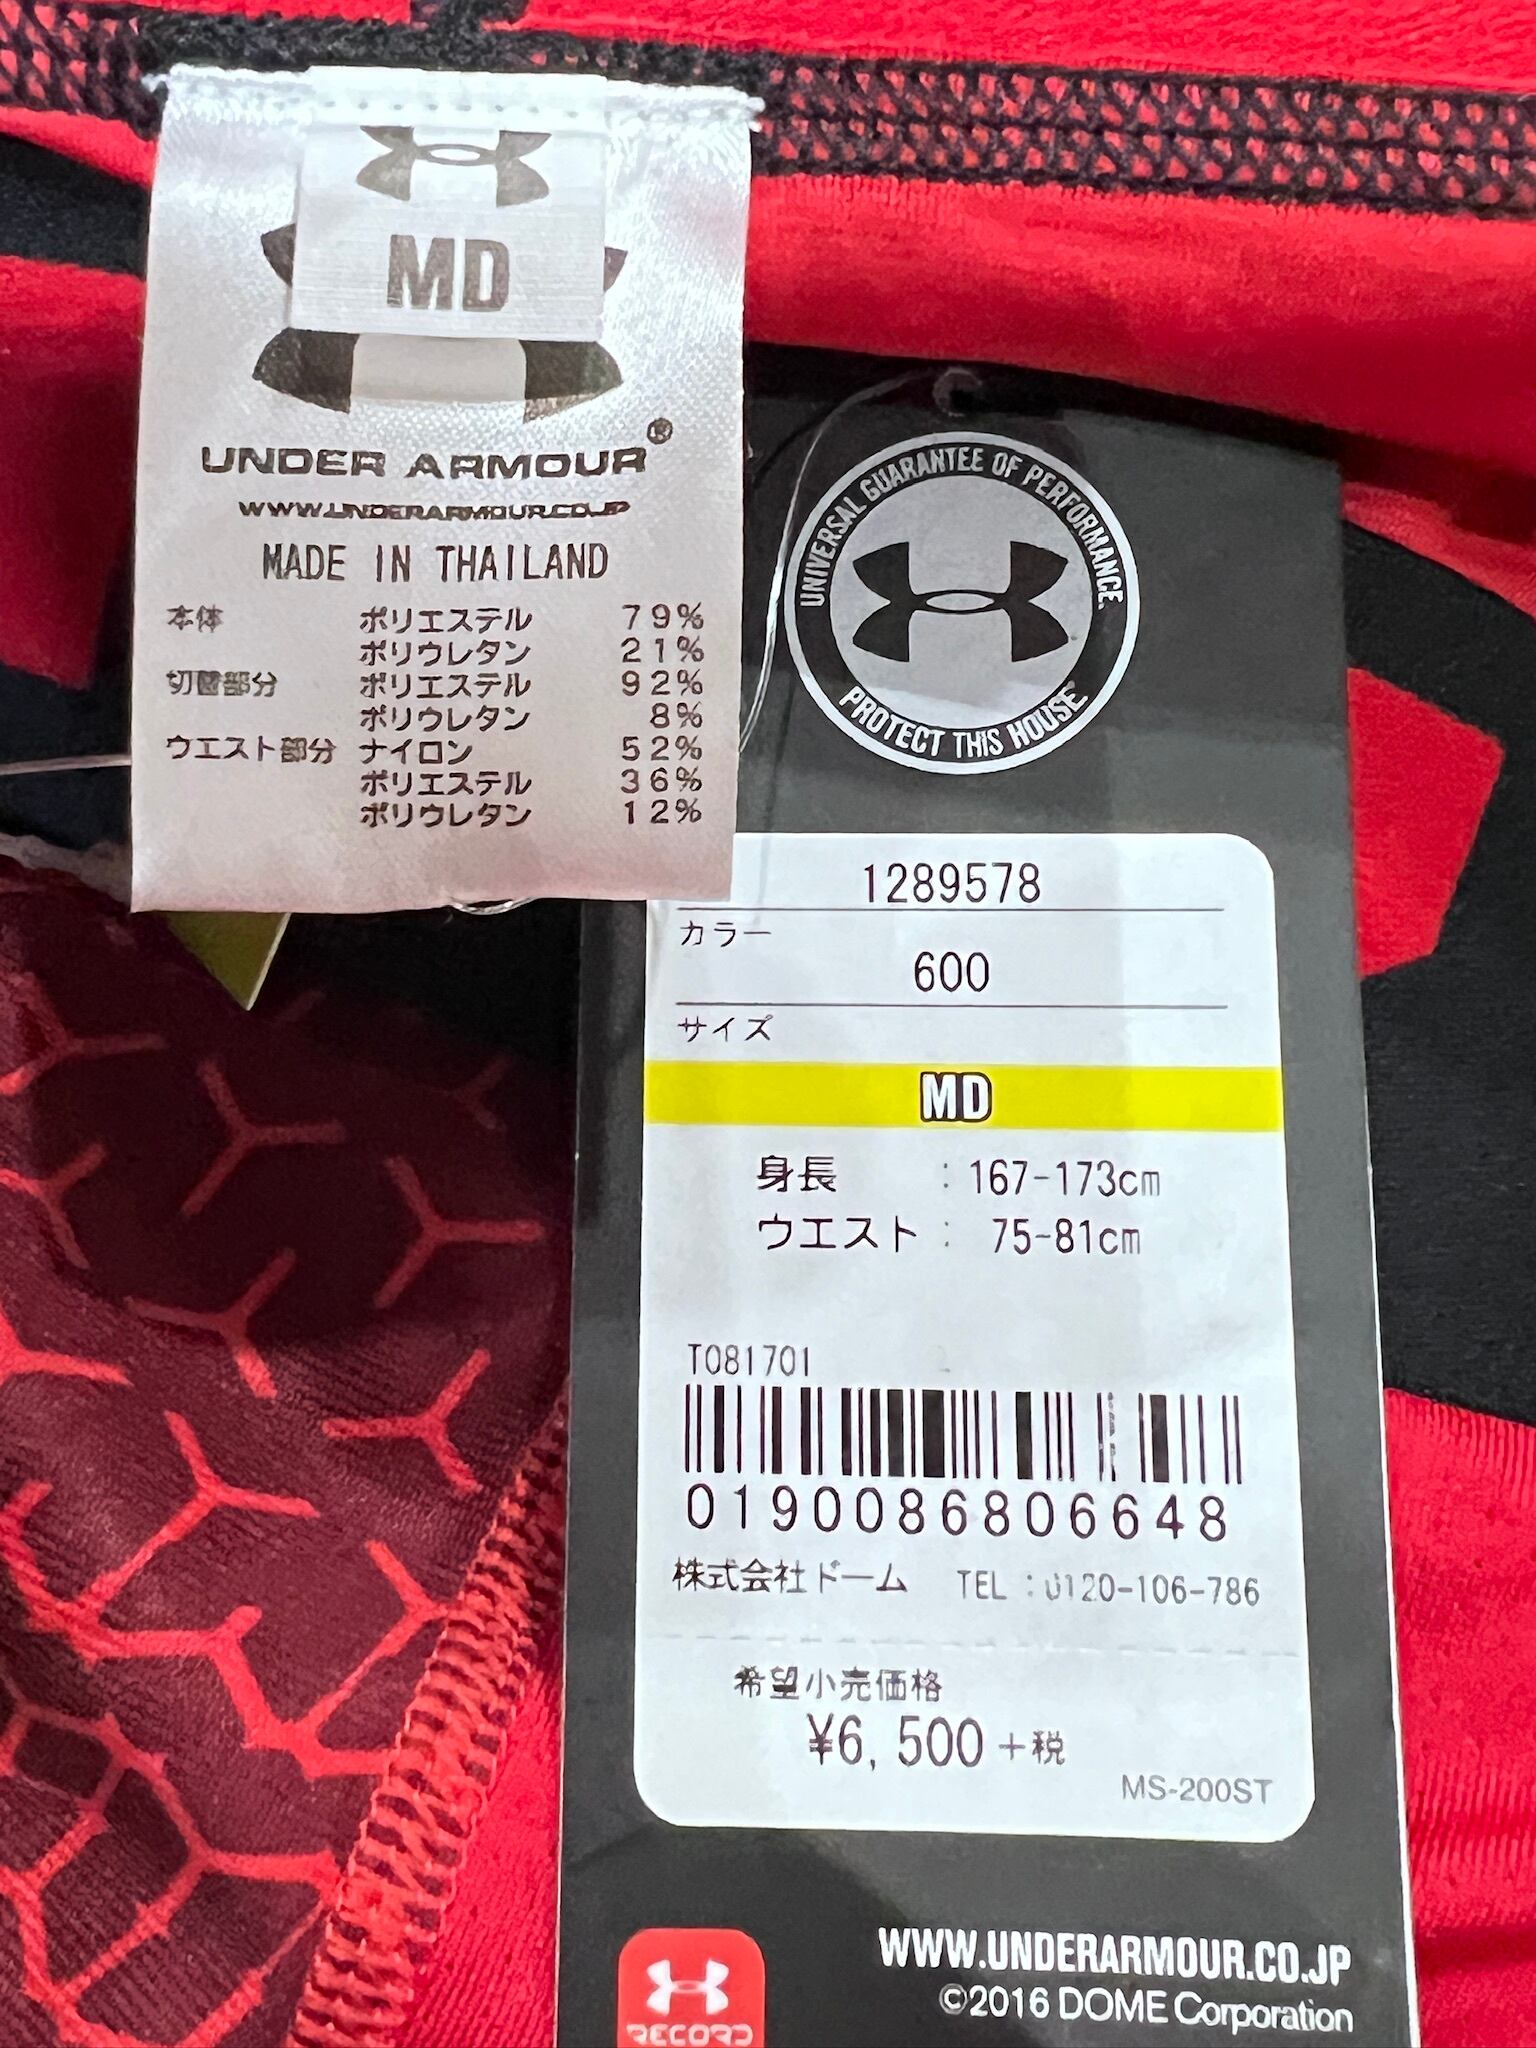 MD
UNDER ARMOUR®
WWW.UNDERARMOUR.CO.JP
MADE IN THAILAND
本体 ポリエステル 79%
ポリウレタン 21%
切替部分 ポリエステル 92%
ポリウレタン 8%
ウエスト部分 ナイロン 52%
ポリエステル 36%
ポリウレタン 12%
UNIVERSAL GUARANTEE OF PERFORMANCE.
PROTECT THIS HOUSE
1289578
カラー
600
サイズ
MD
身長 : 167-173cm
ウエスト : 75-81cm
T081701
0190086806648
株式会社ドーム TEL : 0120-106-786
希望小売価格
¥6,500+税
MS-200ST
WWW.UNDERARMOUR.CO.JP
©2016 DOME Corporation
RECORD